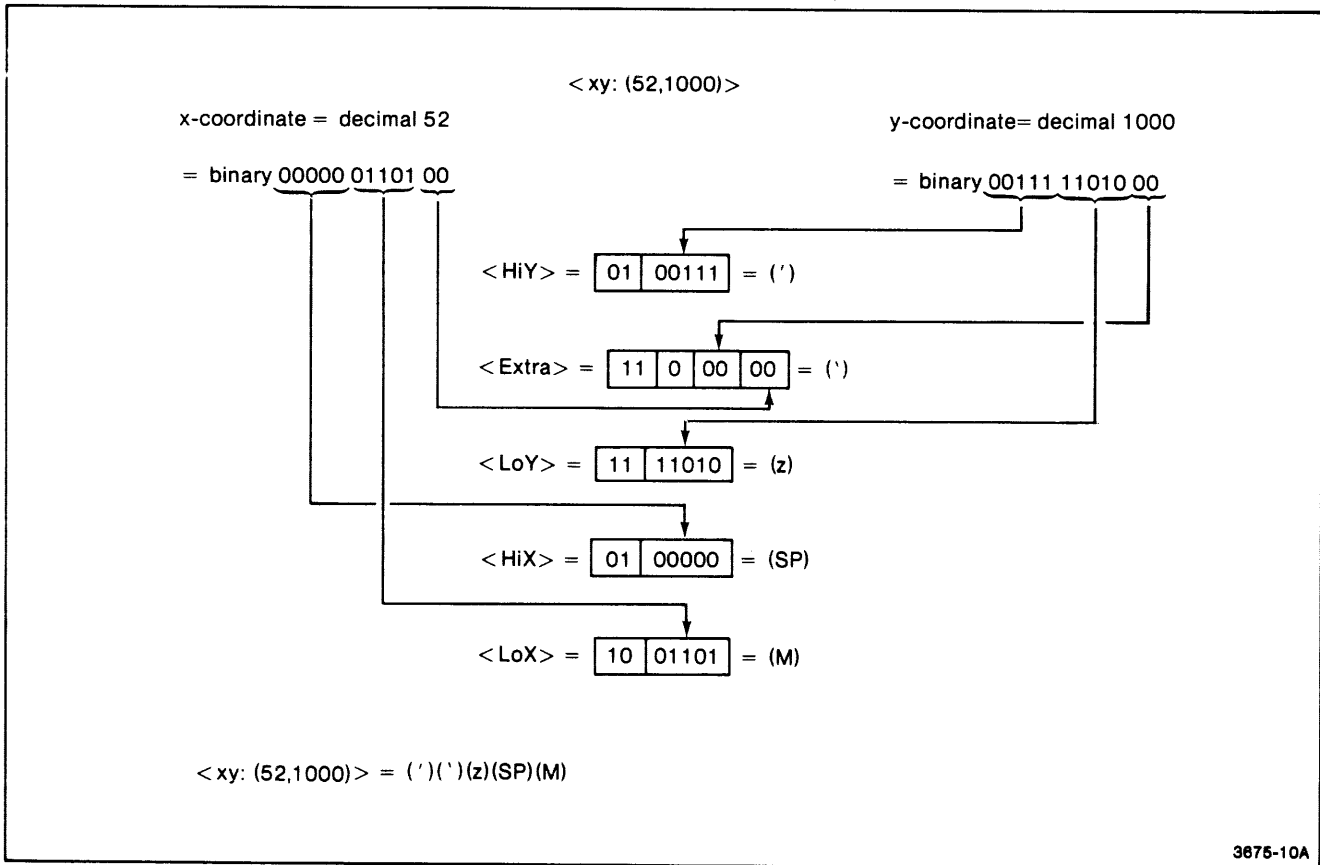 <xy: (52,1000)>
x-coordinate = decimal 52
y-coordinate= decimal 1000
= binary 00000 01101 00
= binary 00111 11010 00
<HiY> = 01 00111 = (')
<Extra> = 11 0 00 00 = (`)
<LoY> = 11 11010 = (z)
<HiX> = 01 00000 = (SP)
<LoX> = 10 01101 = (M)
<xy: (52,1000)> = (')(`)(z)(SP)(M)
3675-10A